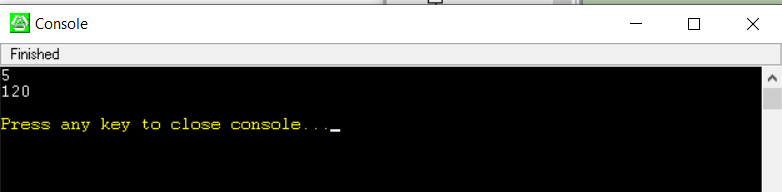 Console
Finished
5
120
Press any key to close console...